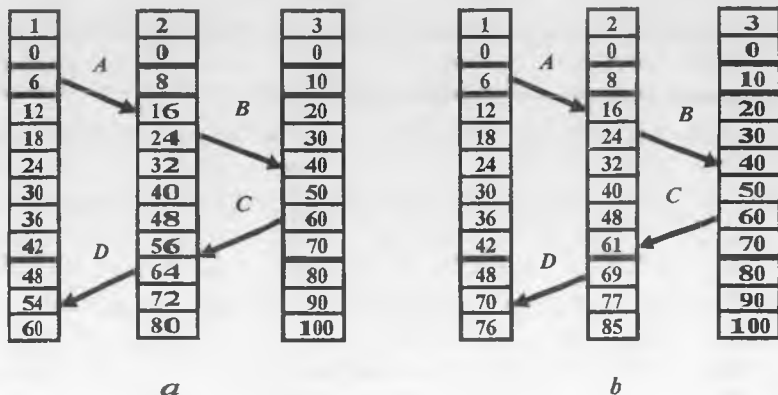 1 2 3 1 2 3
0 0 0 0 0 0
A A
6 8 10 6 8 10
12 16 20 12 16 20
B B
18 24 30 18 24 30
24 32 40 24 32 40
30 40 50 30 40 50
C C
36 48 60 36 48 60
42 56 70 42 61 70
D D
48 64 80 48 69 80
54 72 90 70 77 90
60 80 100 76 85 100
a b